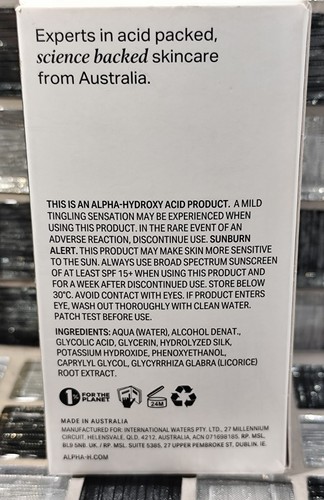 Experts in acid packed,
science backed skincare
from Australia.
THIS IS AN ALPHA-HYDROXY ACID PRODUCT. A MILD
TINGLING SENSATION MAY BE EXPERIENCED WHEN
USING THIS PRODUCT. IN THE RARE EVENT OF AN
ADVERSE REACTION, DISCONTINUE USE. SUNBURN
ALERT. THIS PRODUCT MAY MAKE SKIN MORE SENSITIVE
TO THE SUN. ALWAYS USE BROAD SPECTRUM SUNSCREEN
OF AT LEAST SPF 15+ WHEN USING THIS PRODUCT AND
FOR A WEEK AFTER DISCONTINUED USE. STORE BELOW
30°C. AVOID CONTACT WITH EYES. IF PRODUCT ENTERS
EYE, WASH OUT THOROUGHLY WITH CLEAN WATER.
PATCH TEST BEFORE USE.
INGREDIENTS: AQUA (WATER), ALCOHOL DENAT.,
GLYCOLIC ACID, GLYCERIN, HYDROLYZED SILK,
POTASSIUM HYDROXIDE, PHENOXYETHANOL,
CAPRYLYL GLYCOL, GLYCYRRHIZA GLABRA (LICORICE)
ROOT EXTRACT.
1% FOR THE
PLANET
24M
MADE IN AUSTRALIA
MANUFACTURED FOR: INTERNATIONAL WATERS PTY. LTD., 27 MILLENNIUM
CIRCUIT, HELENSVALE, QLD, 4212, AUSTRALIA, ACN 071698185. RP. MSL.
BLD SNB. UK. / RP. MSL. SUITE 5365, 27 UPPER PEMBROKE ST, DUBLIN, IE.
ALPHA-H.COM